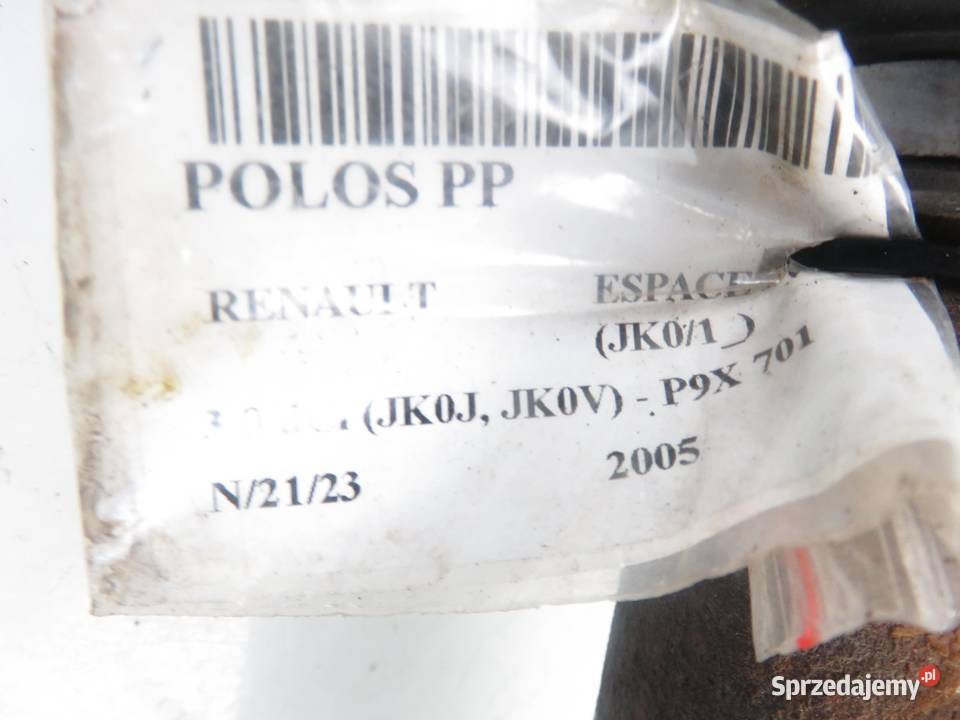 POLOS PP
RENAULT ESPACE
(JK0/1_)
(JK0J, JK0V) - P9X 701
N/21/23 2005
Sprzedajemy.pl